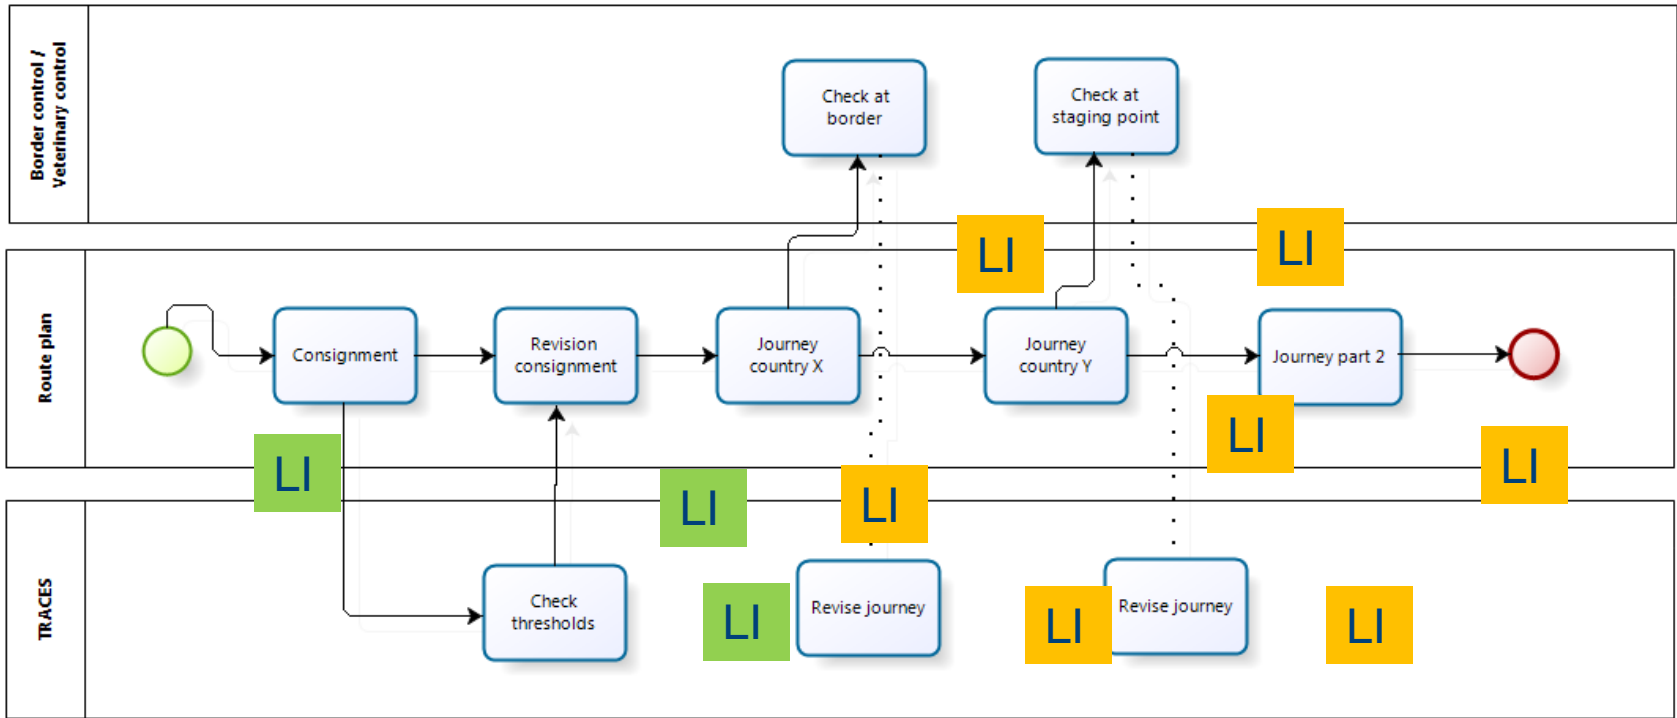 Border control /
Veterinary control
Check at
border
Check at
staging point
LI
LI
Route plan
Consignment
Revision
consignment
Journey
country X
Journey
country Y
Journey part 2
LI
LI
LI
LI
LI
TRACES
Check
thresholds
LI
Revise journey
LI
Revise journey
LI